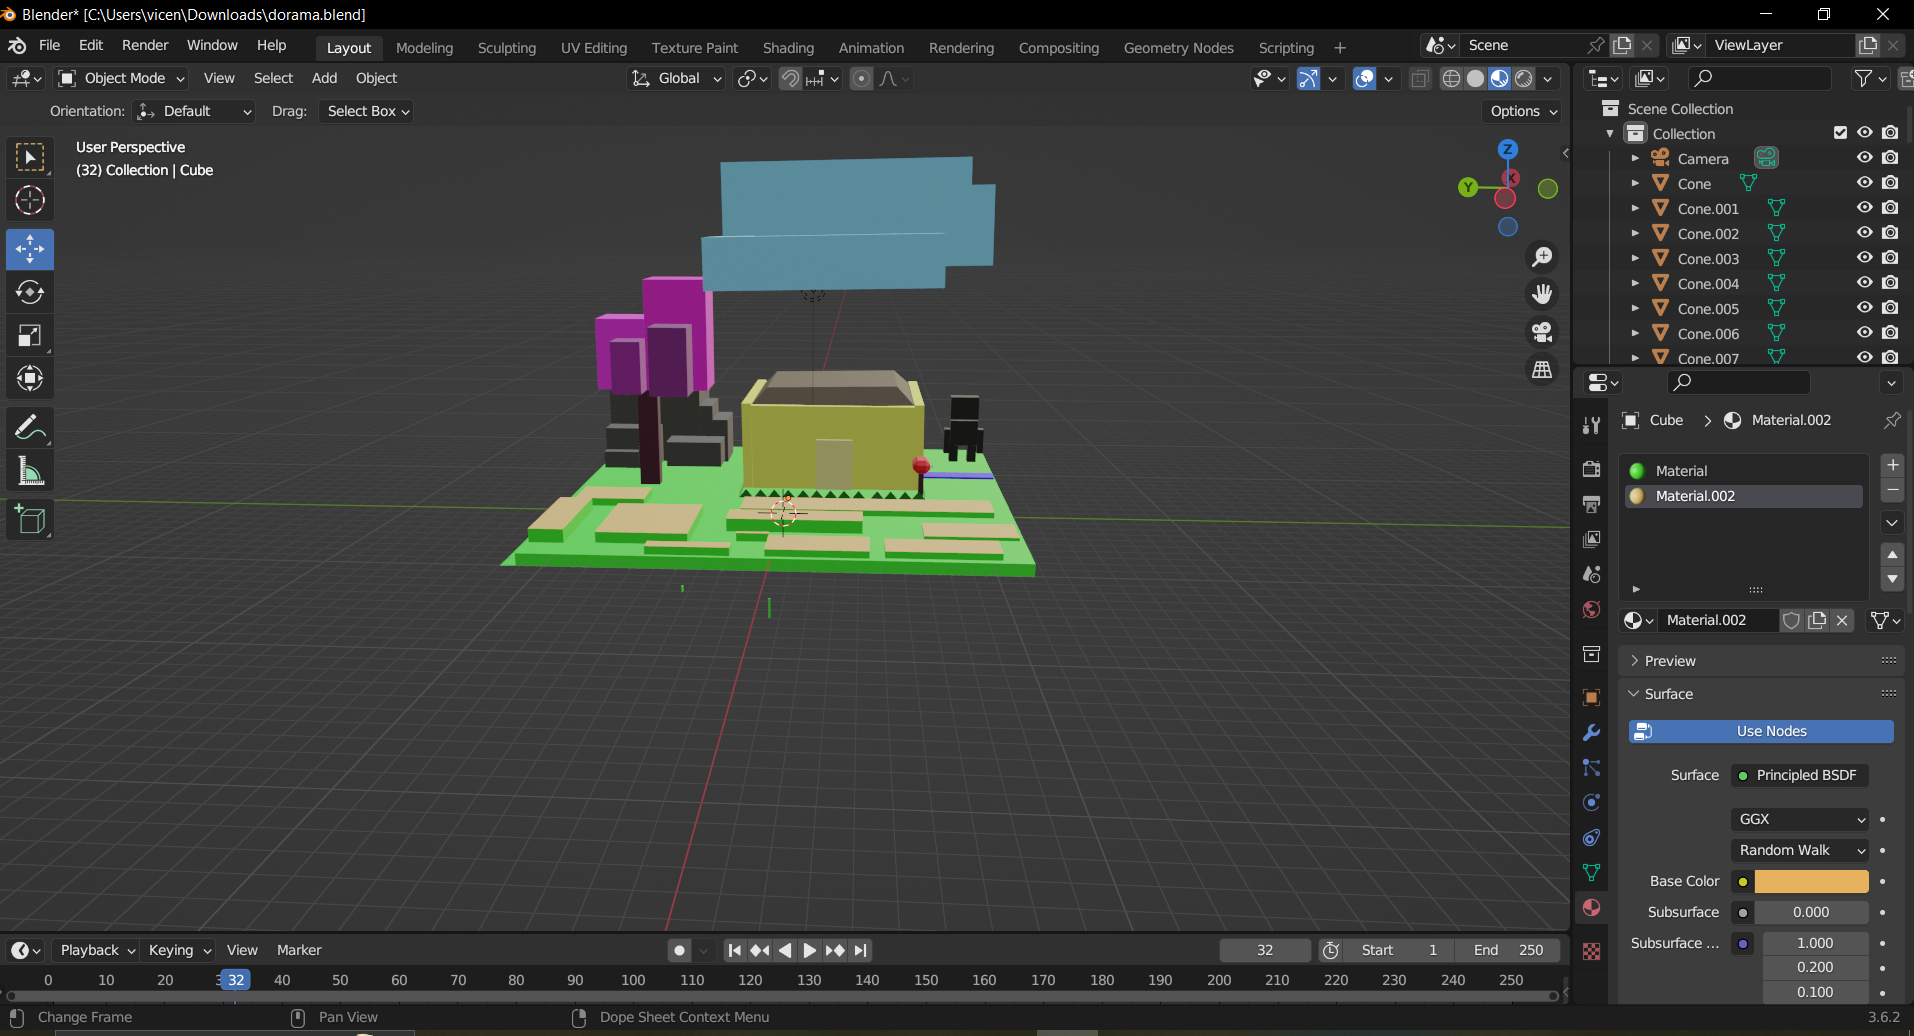 Blender* [C:\Users\vicen\Downloads\dorama.blend]
File Edit Render Window Help Layout Modeling Sculpting UV Editing Texture Paint Shading Animation Rendering Compositing Geometry Nodes Scripting + Scene ViewLayer
Object Mode View Select Add Object Global
Orientation: Default Drag: Select Box Options
User Perspective
(32) Collection | Cube
Z
X
Y
Scene Collection
Collection
Camera
Cone
Cone.001
Cone.002
Cone.003
Cone.004
Cone.005
Cone.006
Cone.007
Cube > Material.002
Material
Material.002
Material.002
Preview
Surface
Use Nodes
Surface Principled BSDF
GGX
Random Walk
Base Color
Subsurface 0.000
Subsurface ... 1.000
0.200
0.100
Playback Keying View Marker 32 Start 1 End 250
0 10 20 32 40 50 60 70 80 90 100 110 120 130 140 150 160 170 180 190 200 210 220 230 240 250
Change Frame Pan View Dope Sheet Context Menu 3.6.2